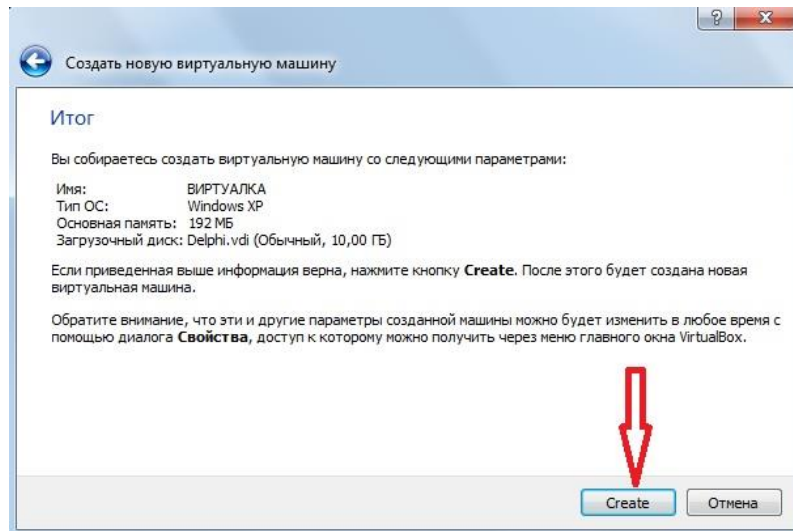 Создать новую виртуальную машину
Итог
Вы собираетесь создать виртуальную машину со следующими параметрами:
Имя: ВИРТУАЛКА
Тип ОС: Windows XP
Основная память: 192 МБ
Загрузочный диск: Delphi.vdi (Обычный, 10,00 ГБ)
Если приведенная выше информация верна, нажмите кнопку Create. После этого будет создана новая
виртуальная машина.
Обратите внимание, что эти и другие параметры созданной машины можно будет изменить в любое время с
помощью диалога Свойства, доступ к которому можно получить через меню главного окна VirtualBox.
Create Отмена